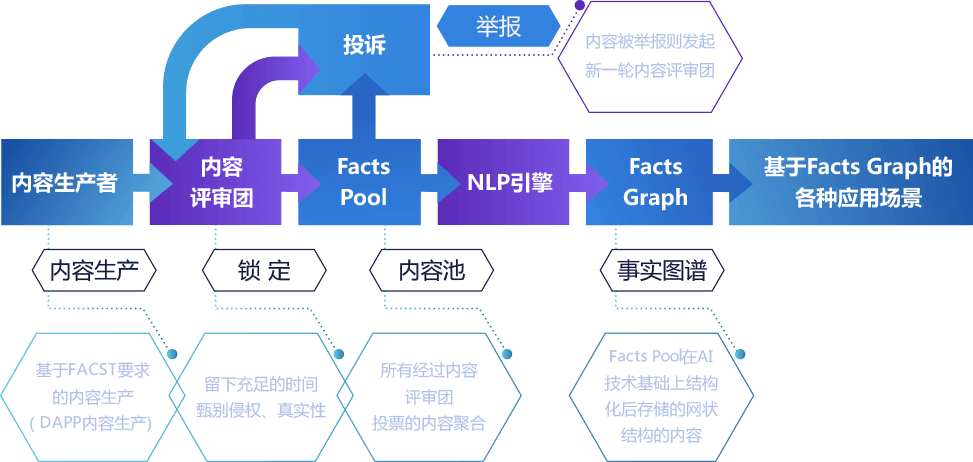 投诉
举报
内容被举报则发起
新一轮内容评审团
内容生产者
内容
评审团
Facts
Pool
NLP引擎
Facts
Graph
基于Facts Graph的
各种应用场景
内容生产
锁 定
内容池
事实图谱
基于FACST要求
的内容生产
( DAPP内容生产)
留下充足的时间
甄别侵权、真实性
所有经过内容
评审团
投票的内容聚合
Facts Pool在AI
技术基础上结构
化后存储的网状
结构的内容